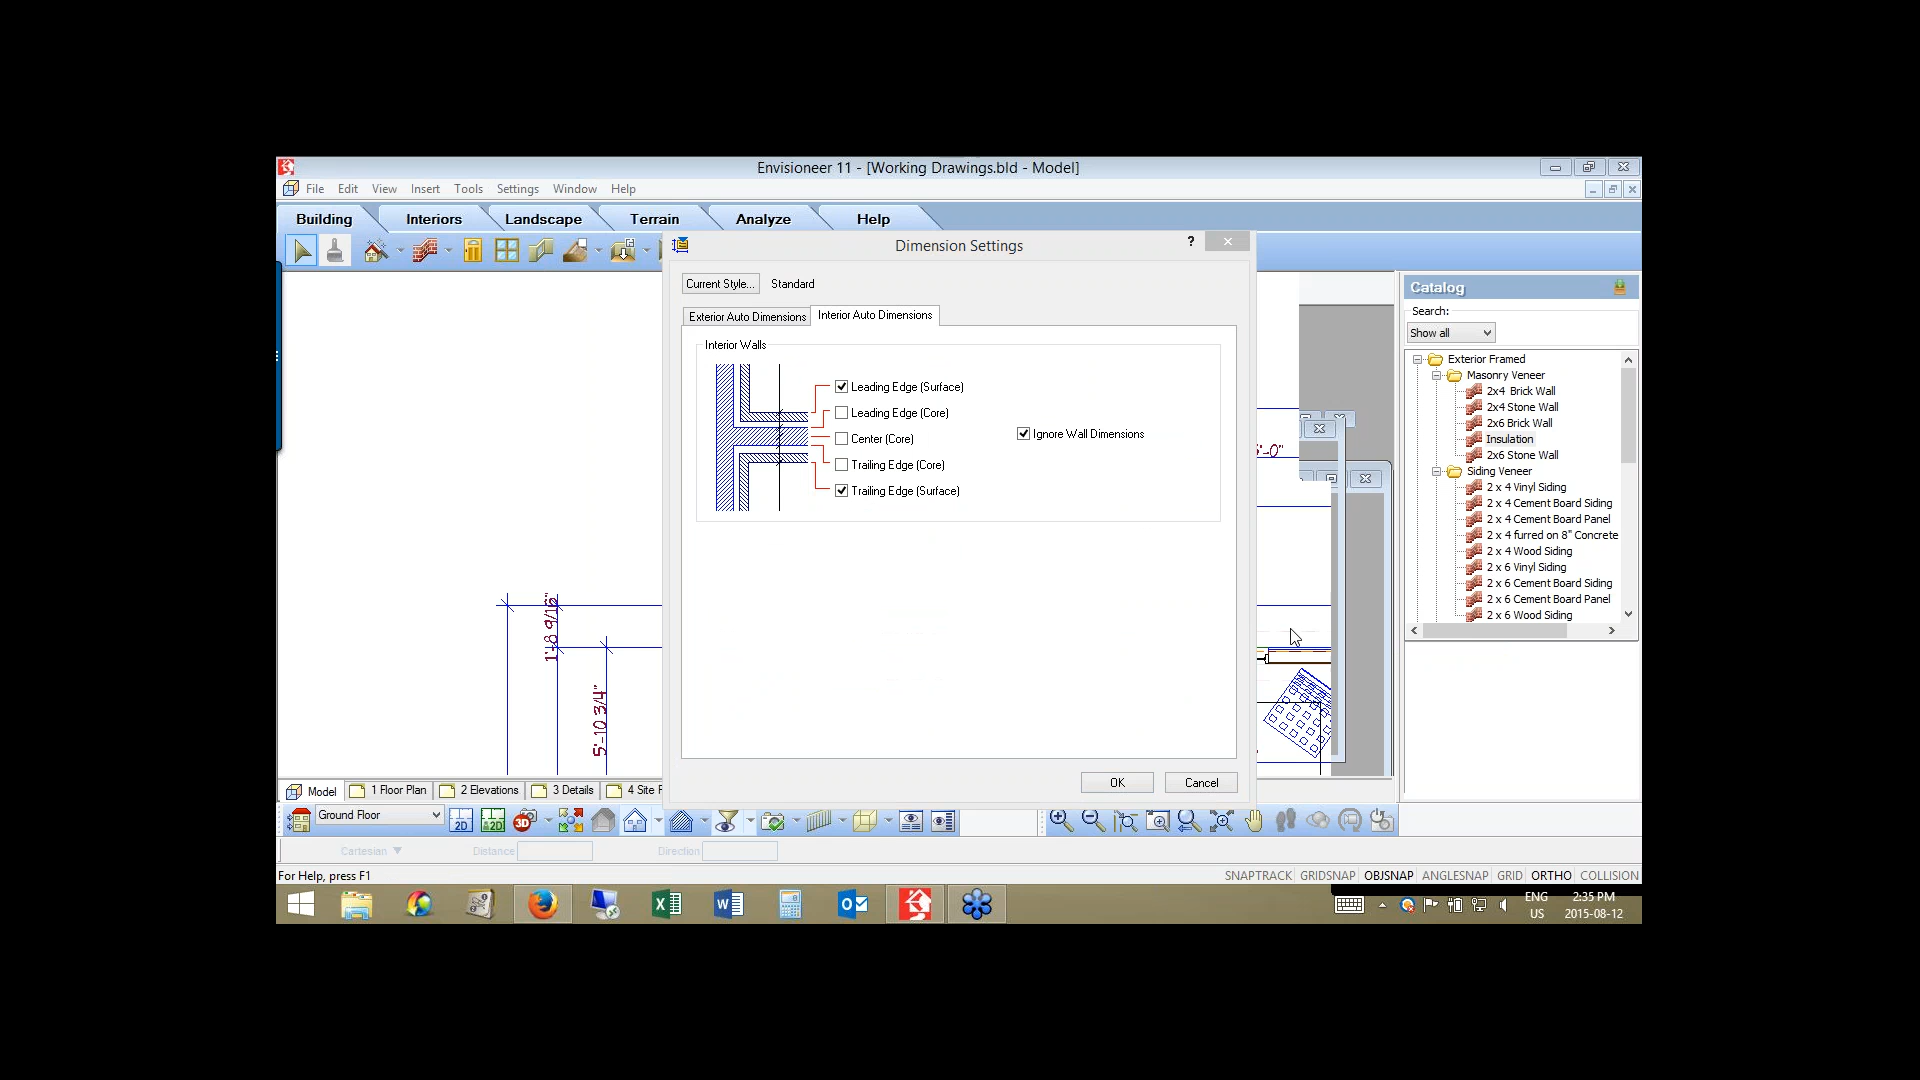 Envisioneer 11 - [Working Drawings.bld - Model]
File Edit View Insert Tools Settings Window Help
Building Interiors Landscape Terrain Analyze Help
Dimension Settings
?
Current Style... Standard
Exterior Auto Dimensions Interior Auto Dimensions
Interior Walls
Leading Edge (Surface)
Leading Edge (Core)
Center (Core)
Trailing Edge (Core)
Trailing Edge (Surface)
Ignore Wall Dimensions
OK Cancel
1'-8 9/16"
5'-10 3/4"
'-0"
Catalog
Search:
Show all
Exterior Framed
Masonry Veneer
2x4 Brick Wall
2x4 Stone Wall
2x6 Brick Wall
Insulation
2x6 Stone Wall
Siding Veneer
2 x 4 Vinyl Siding
2 x 4 Cement Board Siding
2 x 4 Cement Board Panel
2 x 4 furred on 8" Concrete
2 x 4 Wood Siding
2 x 6 Vinyl Siding
2 x 6 Cement Board Siding
2 x 6 Cement Board Panel
2 x 6 Wood Siding
Model 1 Floor Plan 2 Elevations 3 Details 4 Site
Ground Floor
2D 2D 3D
Cartesian Distance Direction
For Help, press F1
SNAPTRACK GRIDSNAP OBJSNAP ANGLESNAP GRID ORTHO COLLISION
ENG
US
2:35 PM
2015-08-12